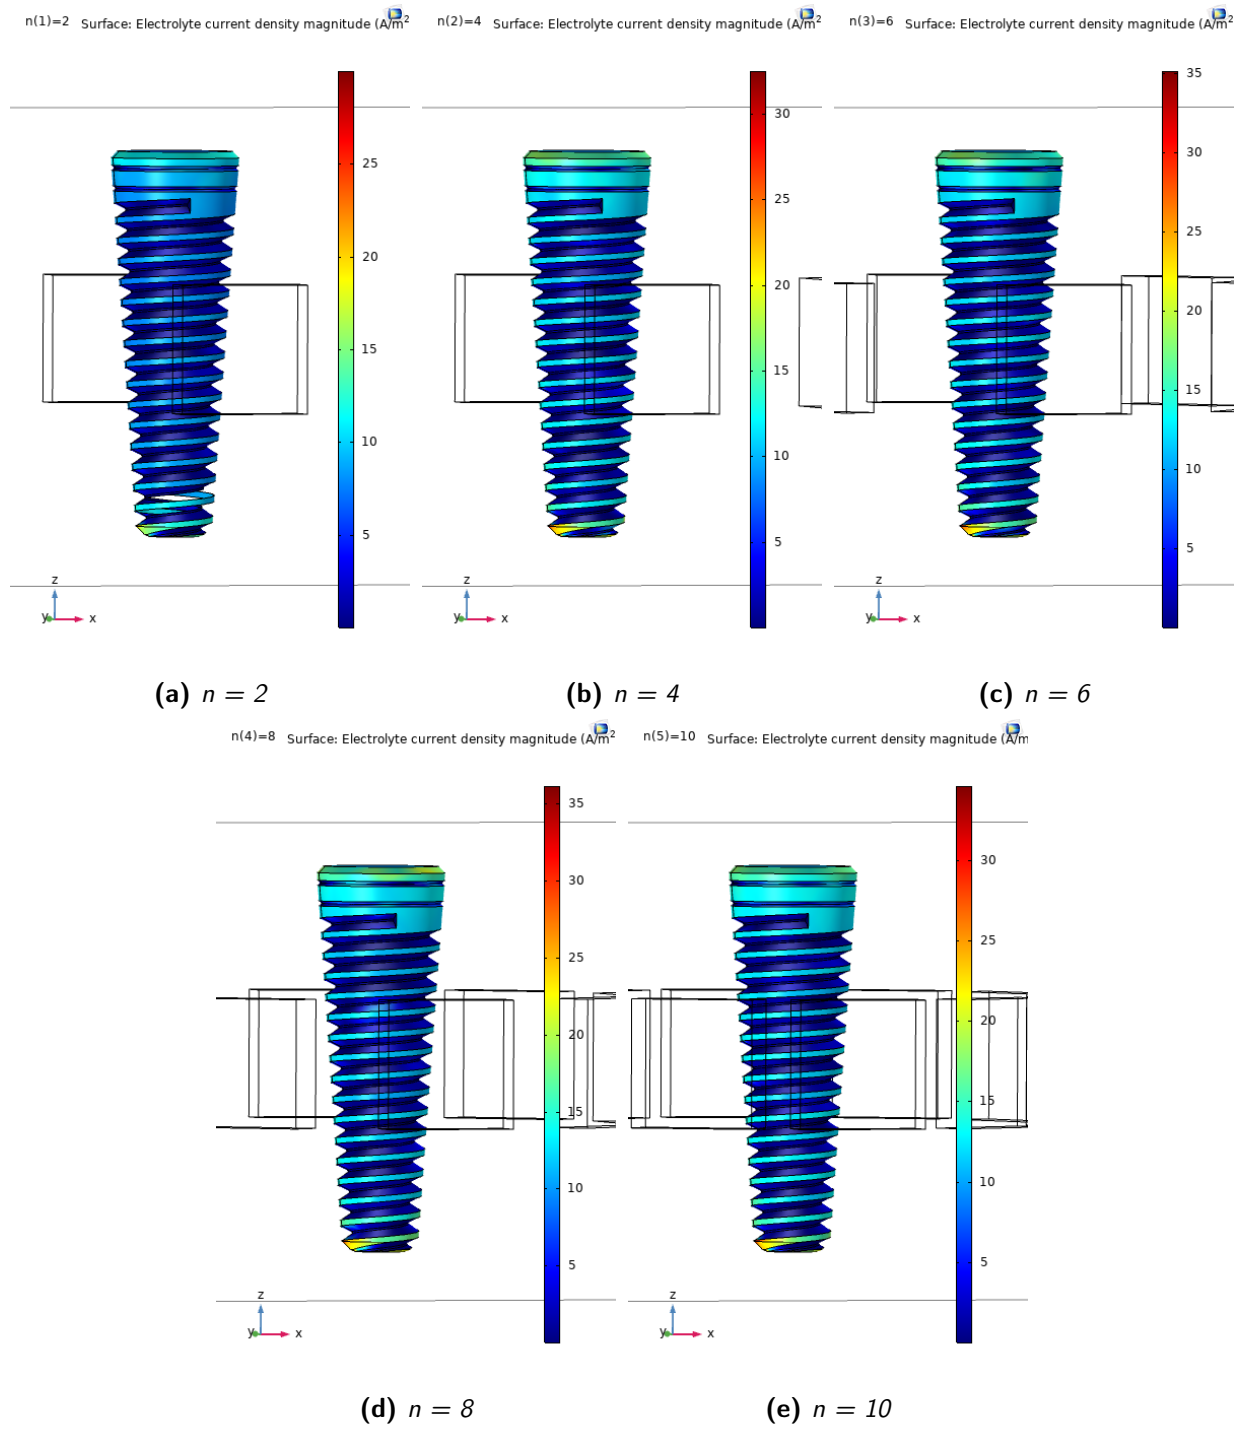 n(1)=2 Surface: Electrolyte current density magnitude (A/m²
25
20
15
10
5
z
y x
(a) n = 2
n(2)=4 Surface: Electrolyte current density magnitude (A/m²
30
25
20
15
10
5
z
y x
(b) n = 4
n(3)=6 Surface: Electrolyte current density magnitude (A/m²
35
30
25
20
15
10
5
z
y x
(c) n = 6
n(4)=8 Surface: Electrolyte current density magnitude (A/m²
35
30
25
20
15
10
5
z
y x
(d) n = 8
n(5)=10 Surface: Electrolyte current density magnitude (A/m
30
25
20
15
10
5
z
y x
(e) n = 10